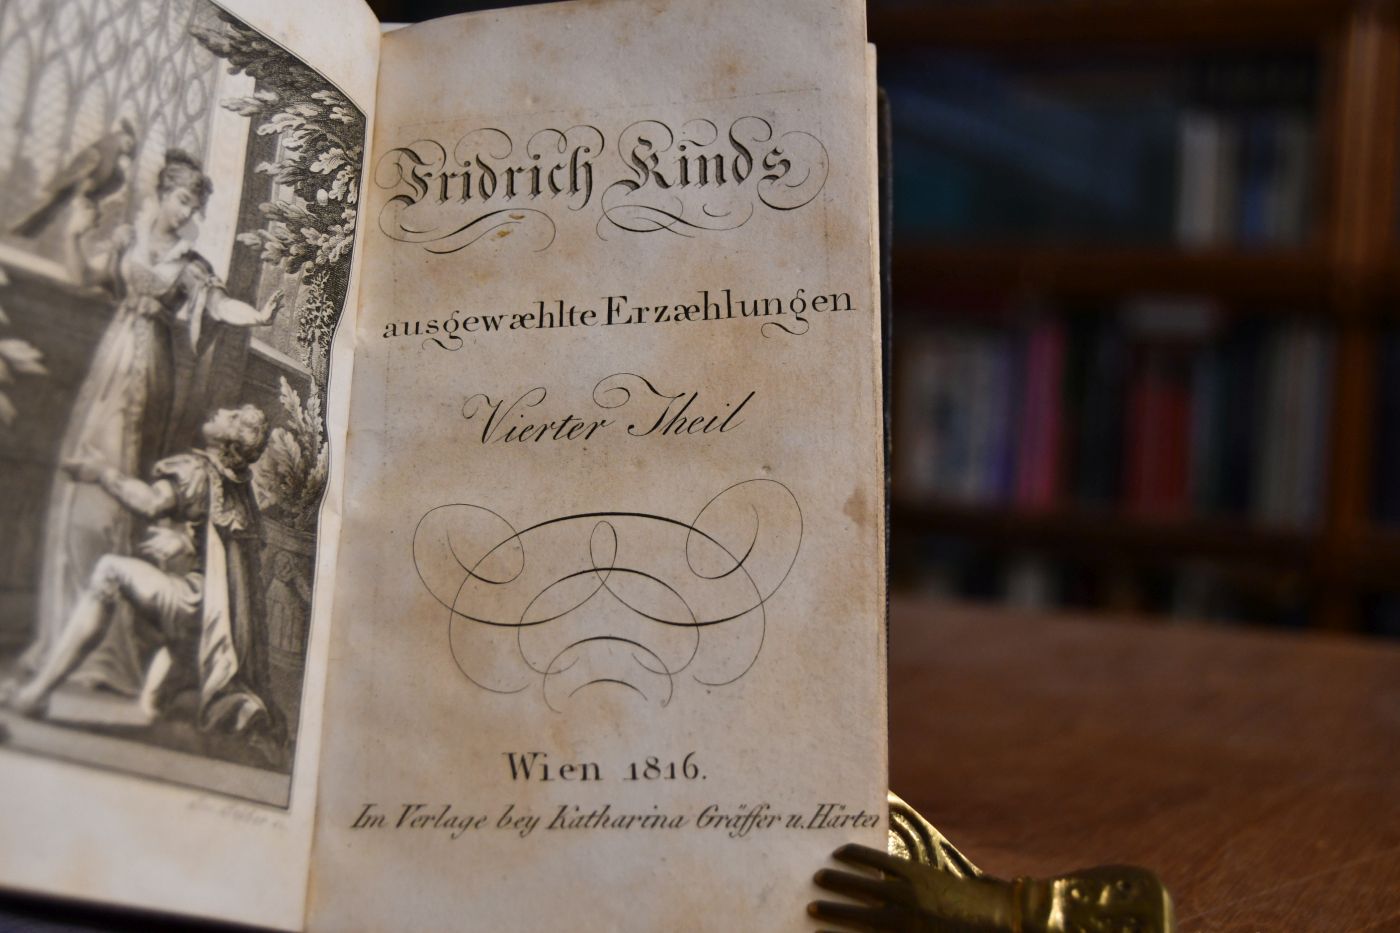 Fridrich Kinds
ausgewæhlte Erzæhlungen
Vierter Theil
Wien 1816.
Im Verlage bey Katharina Gräffer u. Härter